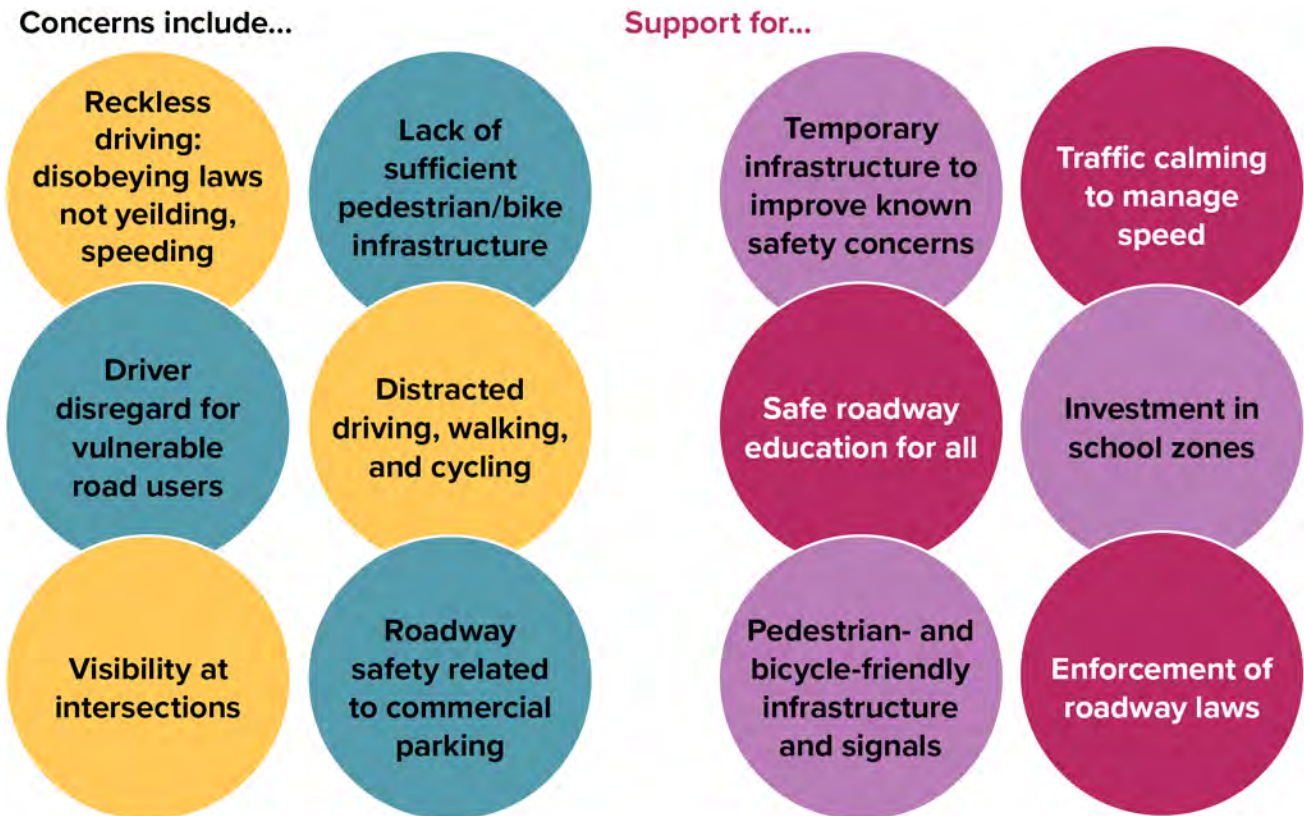 Concerns include...
Reckless
driving:
disobeying laws
not yeilding,
speeding
Lack of
sufficient
pedestrian/bike
infrastructure
Driver
disregard for
vulnerable
road users
Distracted
driving, walking,
and cycling
Visibility at
intersections
Roadway
safety related
to commercial
parking
Support for...
Temporary
infrastructure to
improve known
safety concerns
Traffic calming
to manage
speed
Safe roadway
education for all
Investment in
school zones
Pedestrian- and
bicycle-friendly
infrastructure
and signals
Enforcement of
roadway laws